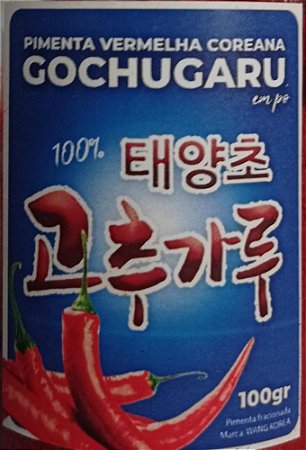 PIMENTA VERMELHA COREANA
GOCHUGARU
em pó
100%
태양초
고추가루
100gr
Pimenta fracionada
Marca: WANG KOREA